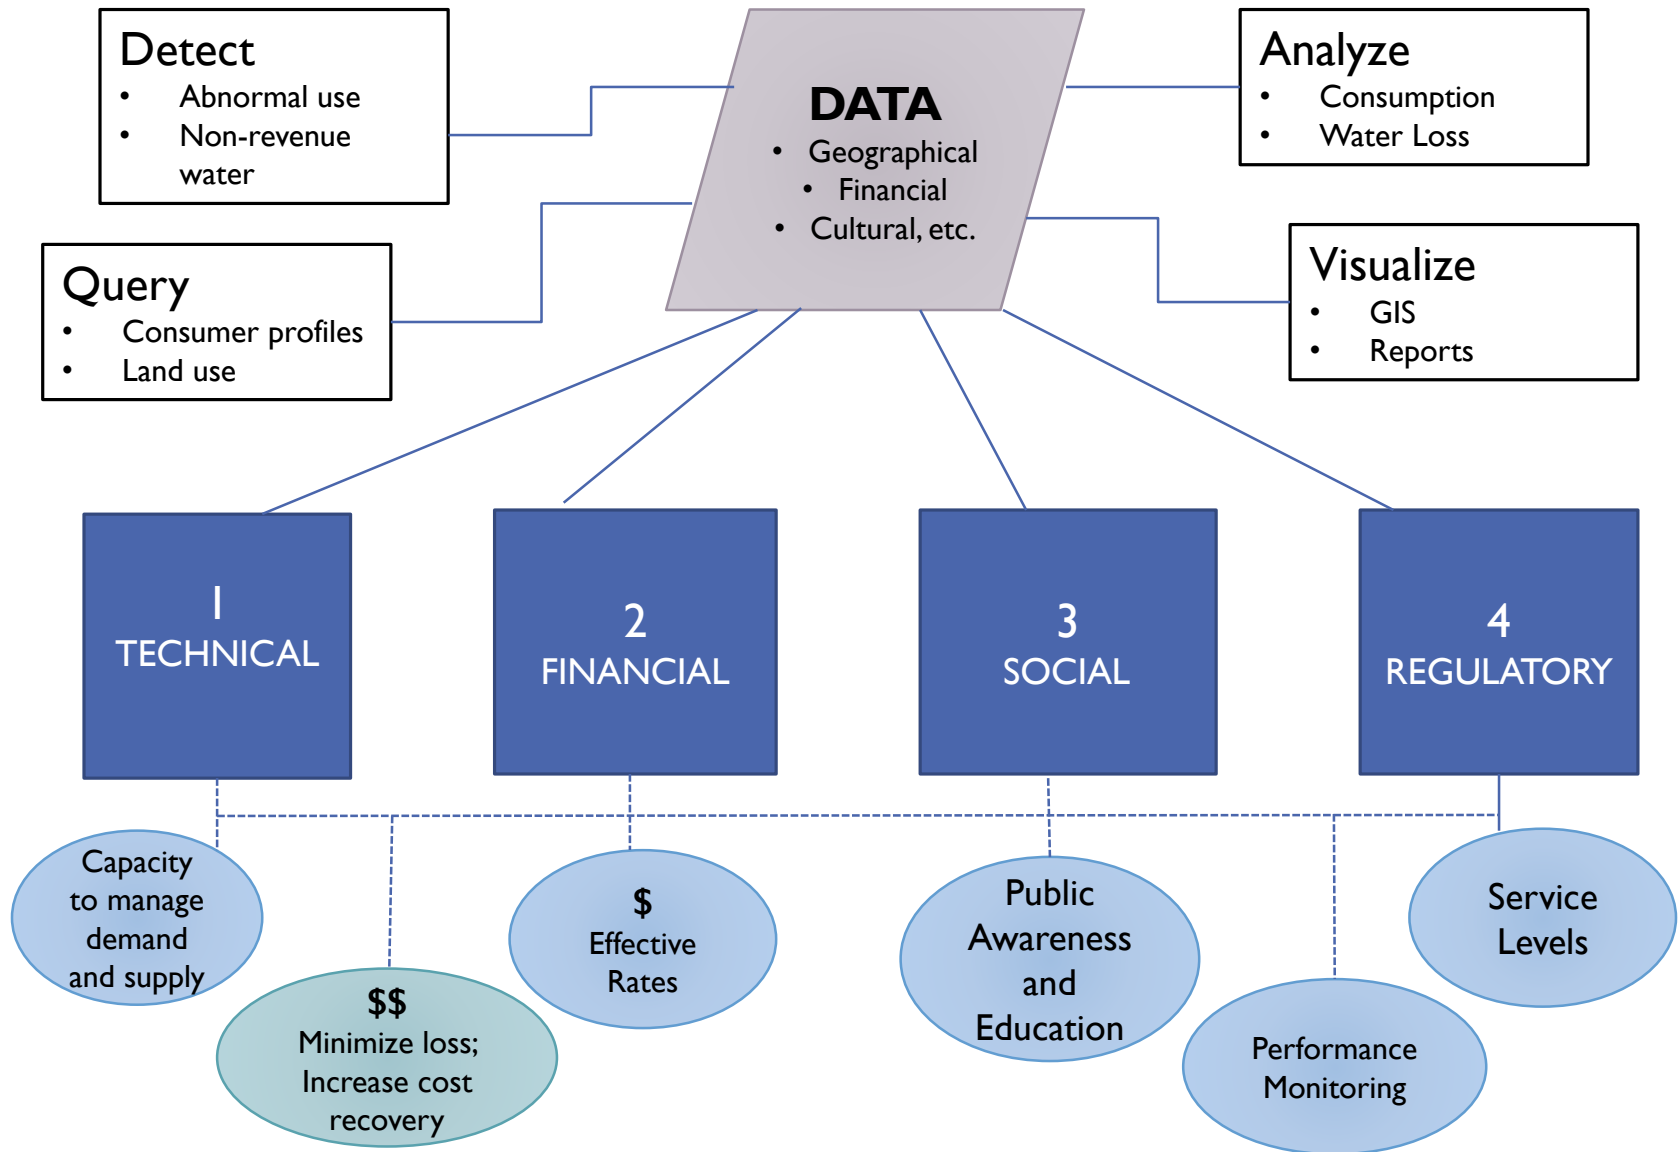 Detect
• Abnormal use
• Non-revenue
water
DATA
• Geographical
• Financial
• Cultural, etc.
Analyze
• Consumption
• Water Loss
Query
• Consumer profiles
• Land use
Visualize
• GIS
• Reports
1
TECHNICAL
2
FINANCIAL
3
SOCIAL
4
REGULATORY
Capacity
to manage
demand
and supply
$$
Minimize loss;
Increase cost
recovery
$
Effective
Rates
Public
Awareness
and
Education
Performance
Monitoring
Service
Levels